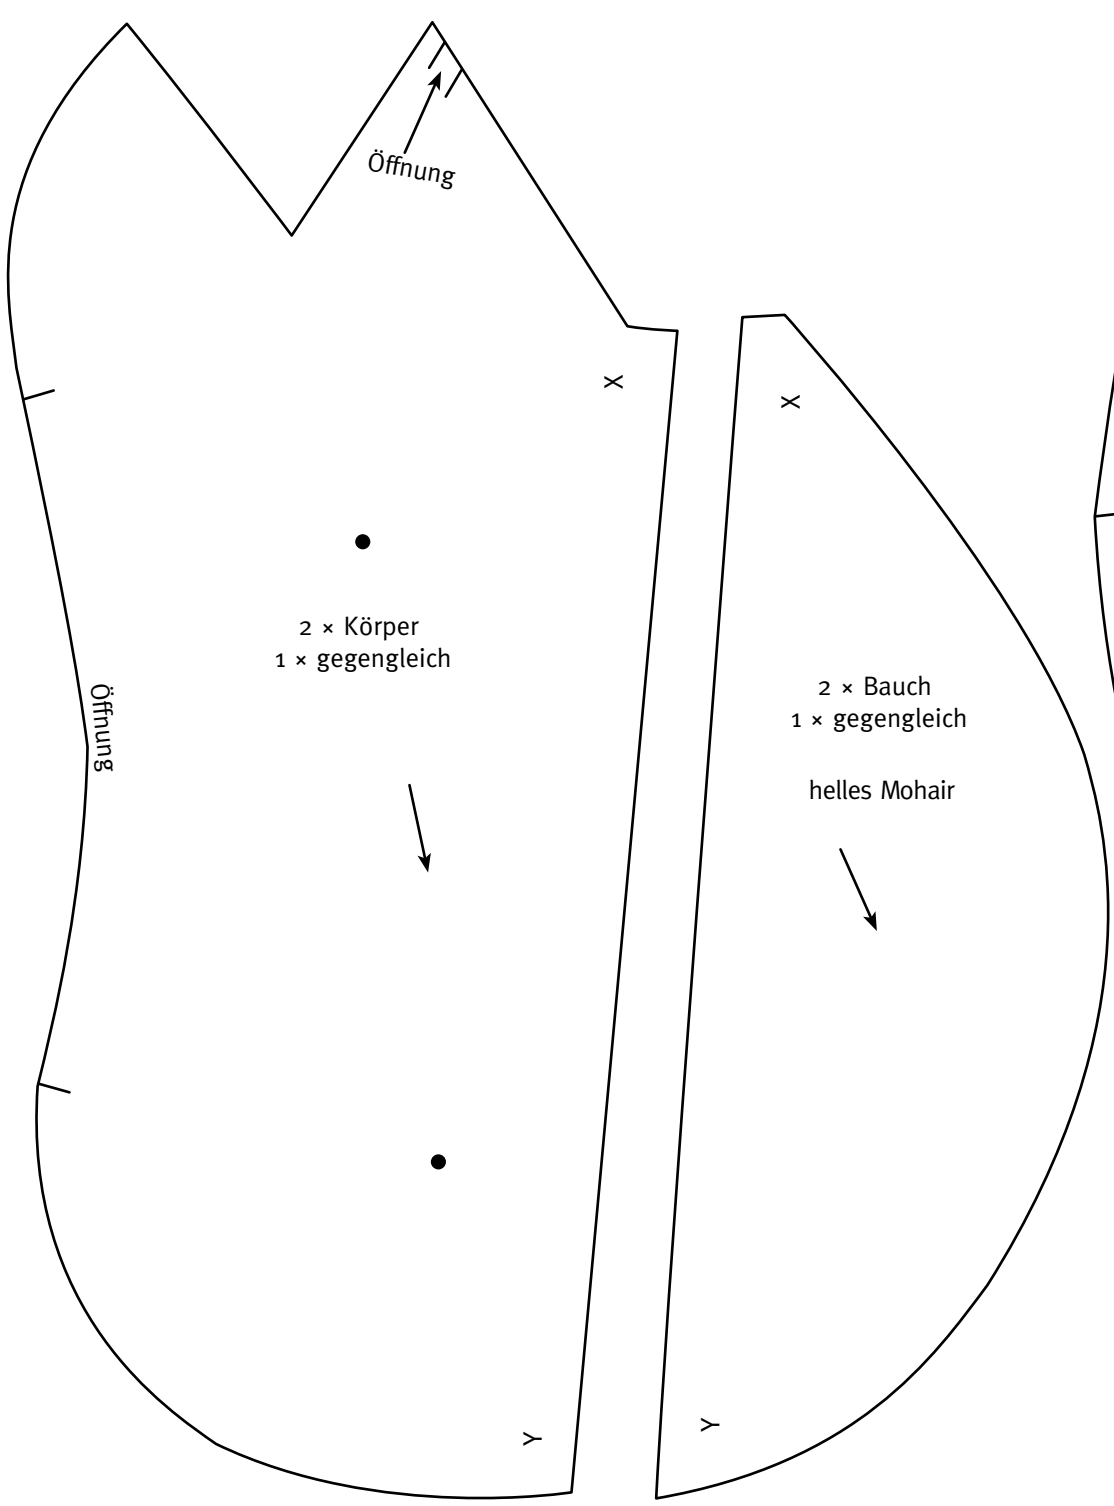 Öffnung
X
X
2 × Körper
1 × gegengleich
Öffnung
2 × Bauch
1 × gegengleich
helles Mohair
Y
Y